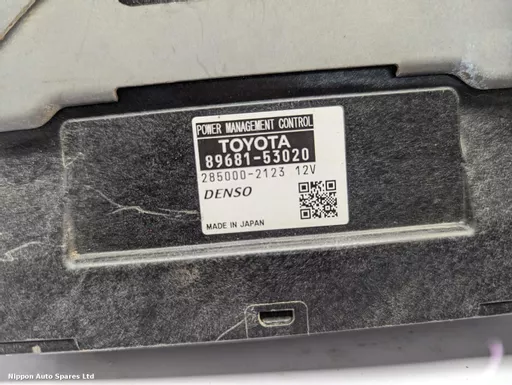 POWER MANAGEMENT CONTROL
TOYOTA
89681-53020
285000-2123 12V
DENSO
MADE IN JAPAN
Nippon Auto Spares Ltd